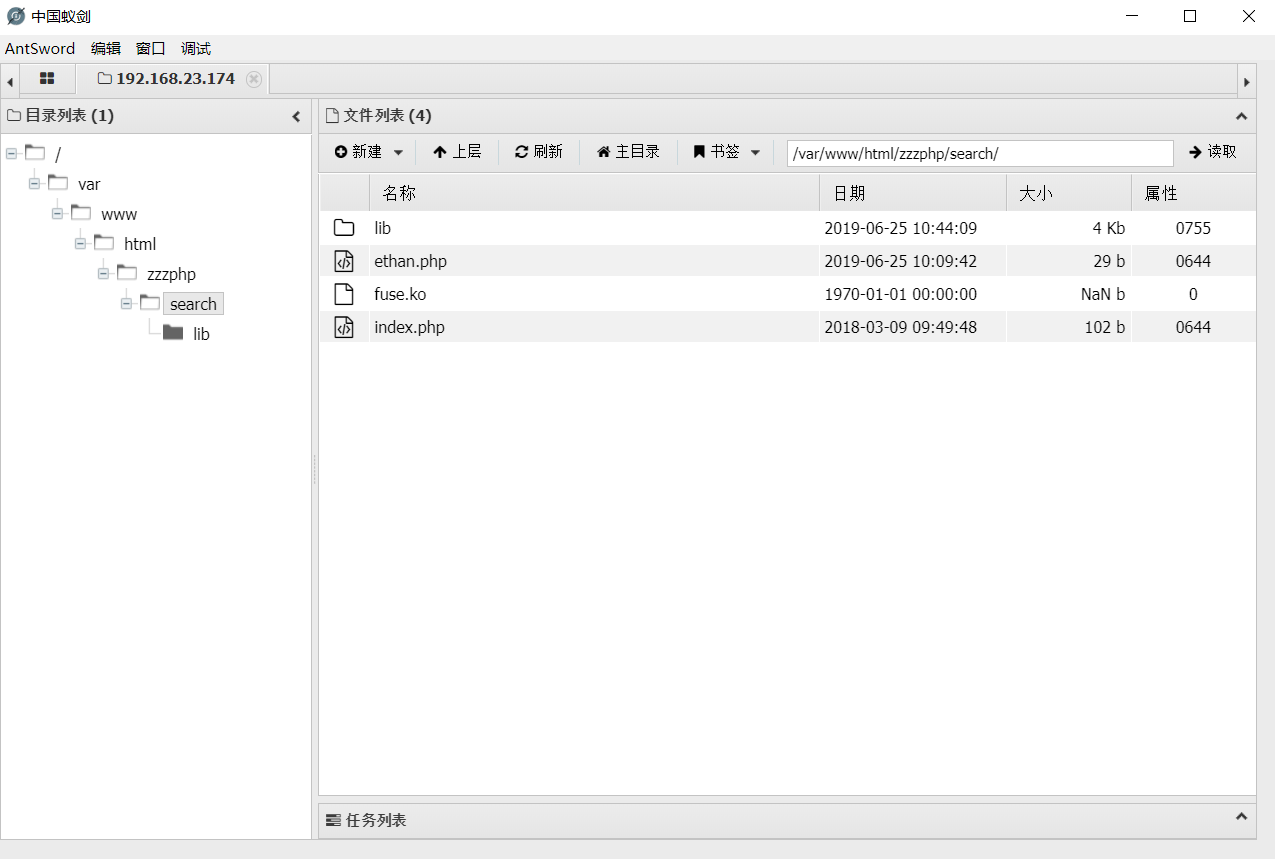 中国蚁剑
AntSword 编辑 窗口 调试
192.168.23.174
目录列表 (1)
/
var
www
html
zzzphp
search
lib
文件列表 (4)
新建 上层 刷新 主目录 书签 /var/www/html/zzzphp/search/ 读取
名称 日期 大小 属性
lib 2019-06-25 10:44:09 4 Kb 0755
ethan.php 2019-06-25 10:09:42 29 b 0644
fuse.ko 1970-01-01 00:00:00 NaN b 0
index.php 2018-03-09 09:49:48 102 b 0644
任务列表